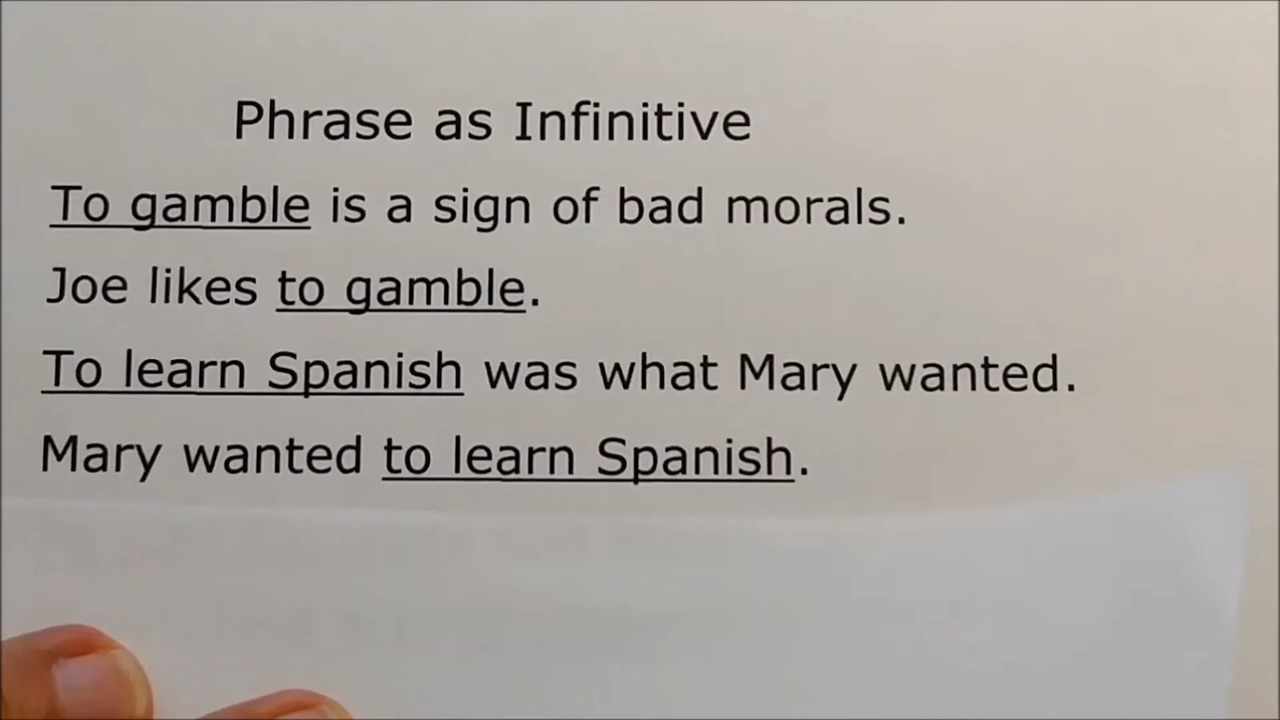 Phrase as Infinitive
To gamble is a sign of bad morals.
Joe likes to gamble.
To learn Spanish was what Mary wanted.
Mary wanted to learn Spanish.